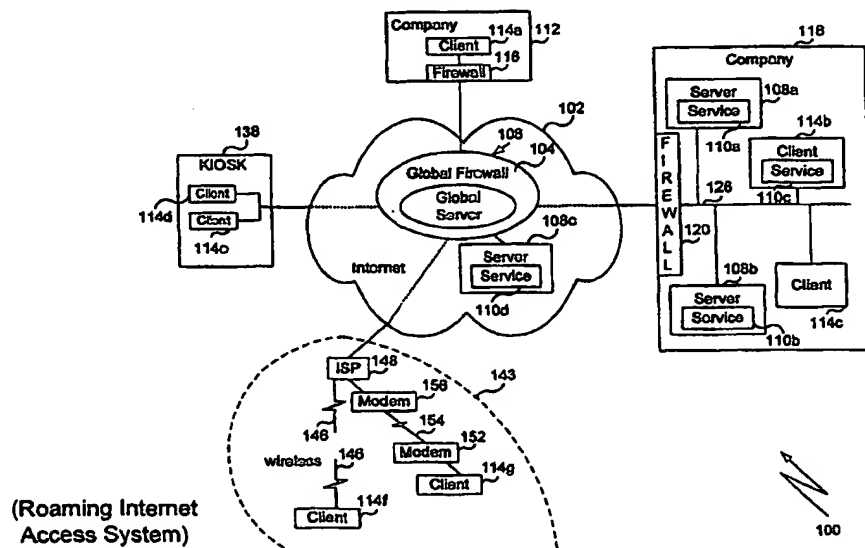 Company
Client
114a
112
Firewall
116
118
Company
Server
108a
Service
110a
114b
Client
Service
110c
126
FIREWALL
120
108b
Server
Service
110b
Client
114c
102
108
104
Global Firewall
Global
Server
108c
Server
Service
110d
Internet
138
KIOSK
Client
114d
Client
114e
ISP
148
143
Modem
156
146
154
wireless
146
Modem
152
Client
114g
114f
Client
(Roaming Internet
Access System)
100